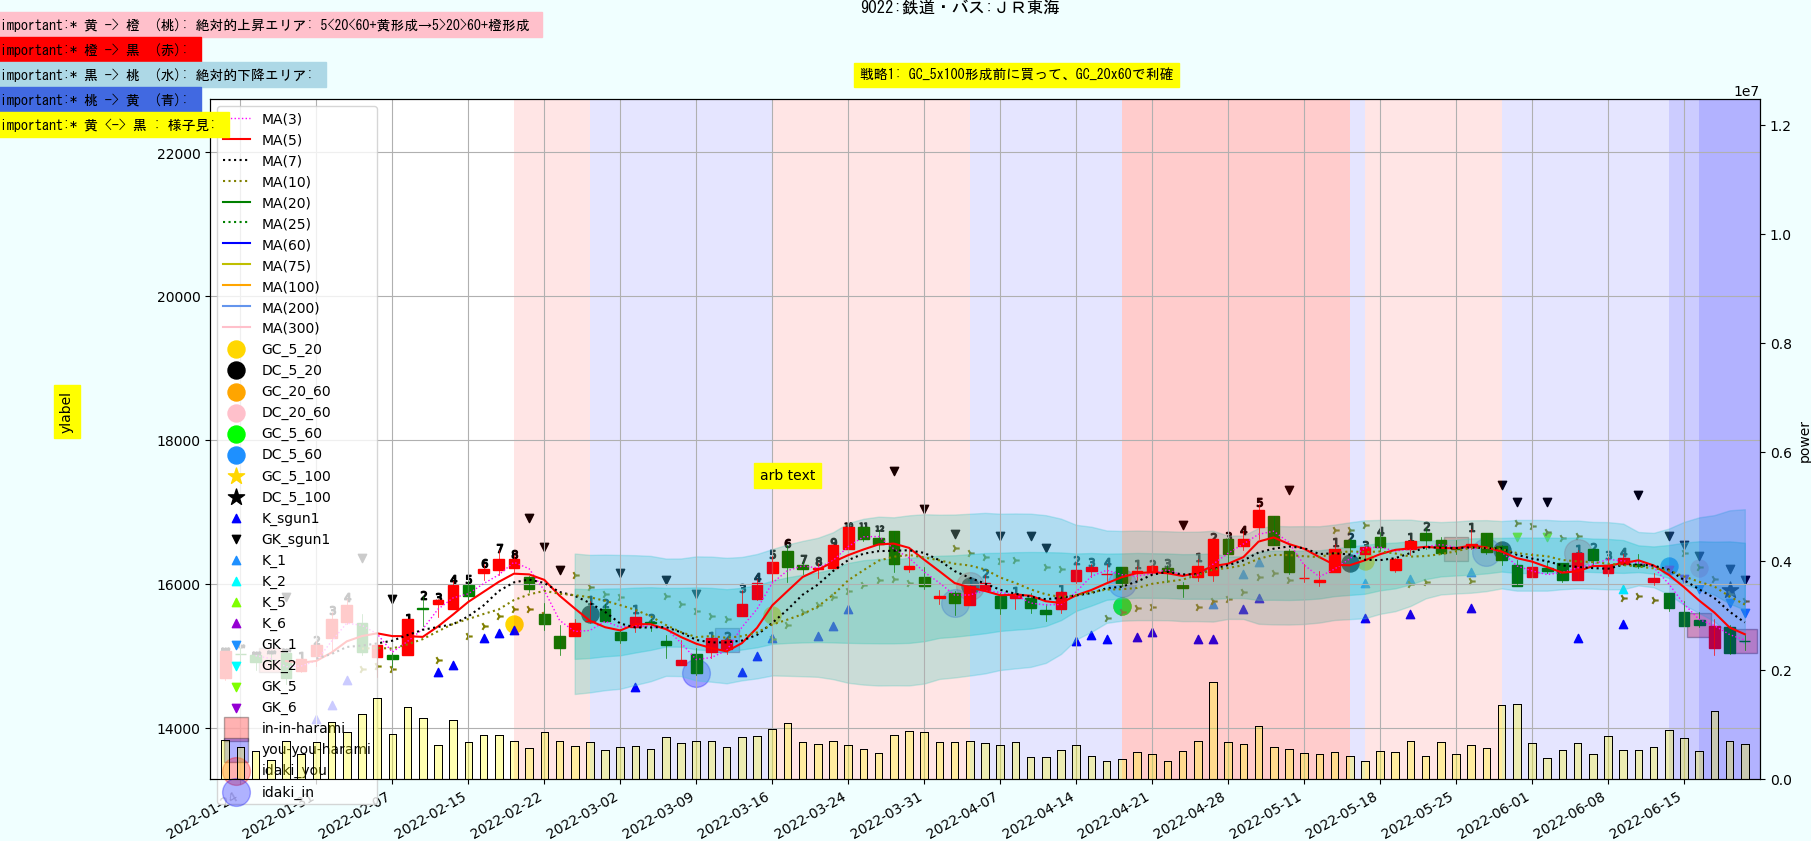 9022:鉄道・バス:ＪＲ東海
important:* 黄 -> 橙 (桃): 絶対的上昇エリア: 5<20<60+黄形成→5>20>60+橙形成
important:* 橙 -> 黒 (赤):
important:* 黒 -> 桃 (水): 絶対的下降エリア:
戦略1: GC_5x100形成前に買って、GC_20x60で利確
important:* 桃 -> 黄 (青):
important:* 黄 <-> 黒 : 様子見:
1e7
MA(3)
MA(5)
MA(7)
MA(10)
MA(20)
MA(25)
MA(60)
MA(75)
MA(100)
MA(200)
MA(300)
GC_5_20
DC_5_20
GC_20_60
DC_20_60
GC_5_60
DC_5_60
GC_5_100
DC_5_100
K_sgun1
GK_sgun1
K_1
K_2
K_5
K_6
GK_1
GK_2
GK_5
GK_6
in-in-harami
you-you-harami
idaki_you
idaki_in
22000
20000
18000
16000
14000
ylabel
arb text
1.2
1.0
0.8
0.6
0.4
0.2
0.0
power
2022-01-31
2022-02-07
2022-02-15
2022-02-22
2022-03-02
2022-03-09
2022-03-16
2022-03-24
2022-03-31
2022-04-07
2022-04-14
2022-04-21
2022-04-28
2022-05-11
2022-05-18
2022-05-25
2022-06-01
2022-06-08
2022-06-15